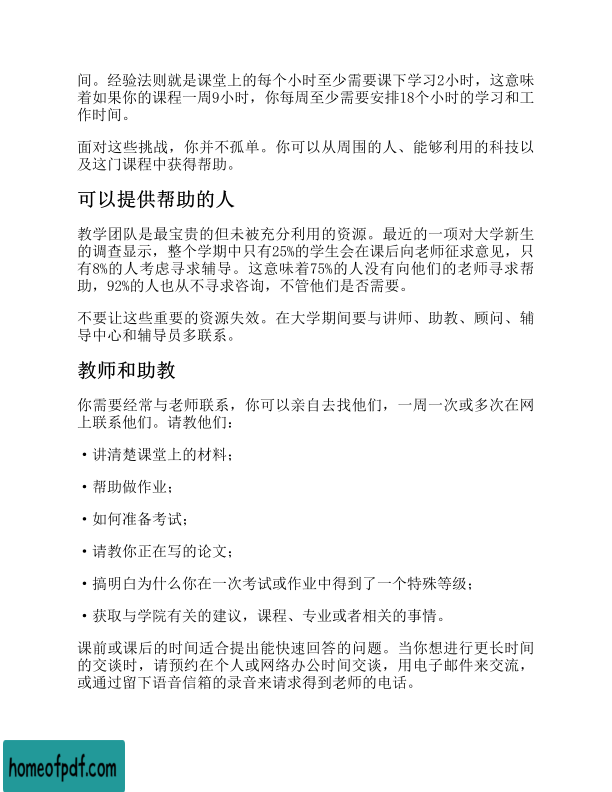 间。经验法则就是课堂上的每个小时至少需要课下学习2小时，这意味
着如果你的课程一周9小时，你每周至少需要安排18个小时的学习和工
作时间。
面对这些挑战，你并不孤单。你可以从周围的人、能够利用的科技以
及这门课程中获得帮助。
可以提供帮助的人
教学团队是最宝贵的但未被充分利用的资源。最近的一项对大学新生
的调查显示，整个学期中只有25%的学生会在课后向老师征求意见，只
有8%的人考虑寻求辅导。这意味着75%的人没有向他们的老师寻求帮
助，92%的人也从不寻求咨询，不管他们是否需要。
不要让这些重要的资源失效。在大学期间要与讲师、助教、顾问、辅
导中心和辅导员多联系。
教师和助教
你需要经常与老师联系，你可以亲自去找他们，一周一次或多次在网
上联系他们。请教他们：
·讲清楚课堂上的材料；
·帮助做作业；
·如何准备考试；
·请教你正在写的论文；
·搞明白为什么你在一次考试或作业中得到了一个特殊等级；
·获取与学院有关的建议，课程、专业或者相关的事情。
课前或课后的时间适合提出能快速回答的问题。当你想进行更长时间
的交谈时，请预约在个人或网络办公时间交谈，用电子邮件来交流，
或通过留下语音信箱的录音来请求得到老师的电话。
homeofpdf.com